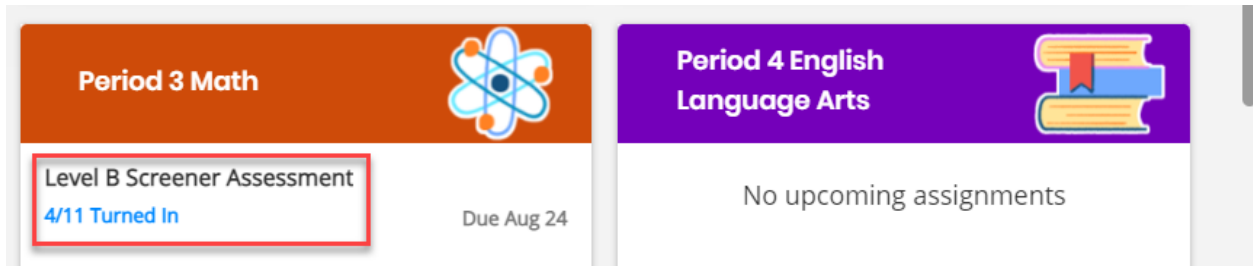 Period 3 Math
Level B Screener Assessment
4/11 Turned In
Due Aug 24
Period 4 English
Language Arts
No upcoming assignments